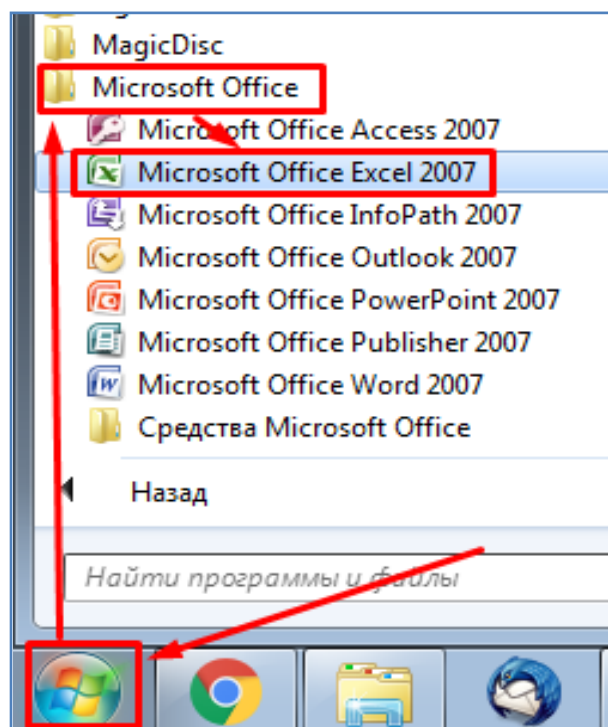 MagicDisc
Microsoft Office
Microsoft Office Access 2007
Microsoft Office Excel 2007
Microsoft Office InfoPath 2007
Microsoft Office Outlook 2007
Microsoft Office PowerPoint 2007
Microsoft Office Publisher 2007
Microsoft Office Word 2007
Средства Microsoft Office
Назад
Найти программы и файлы